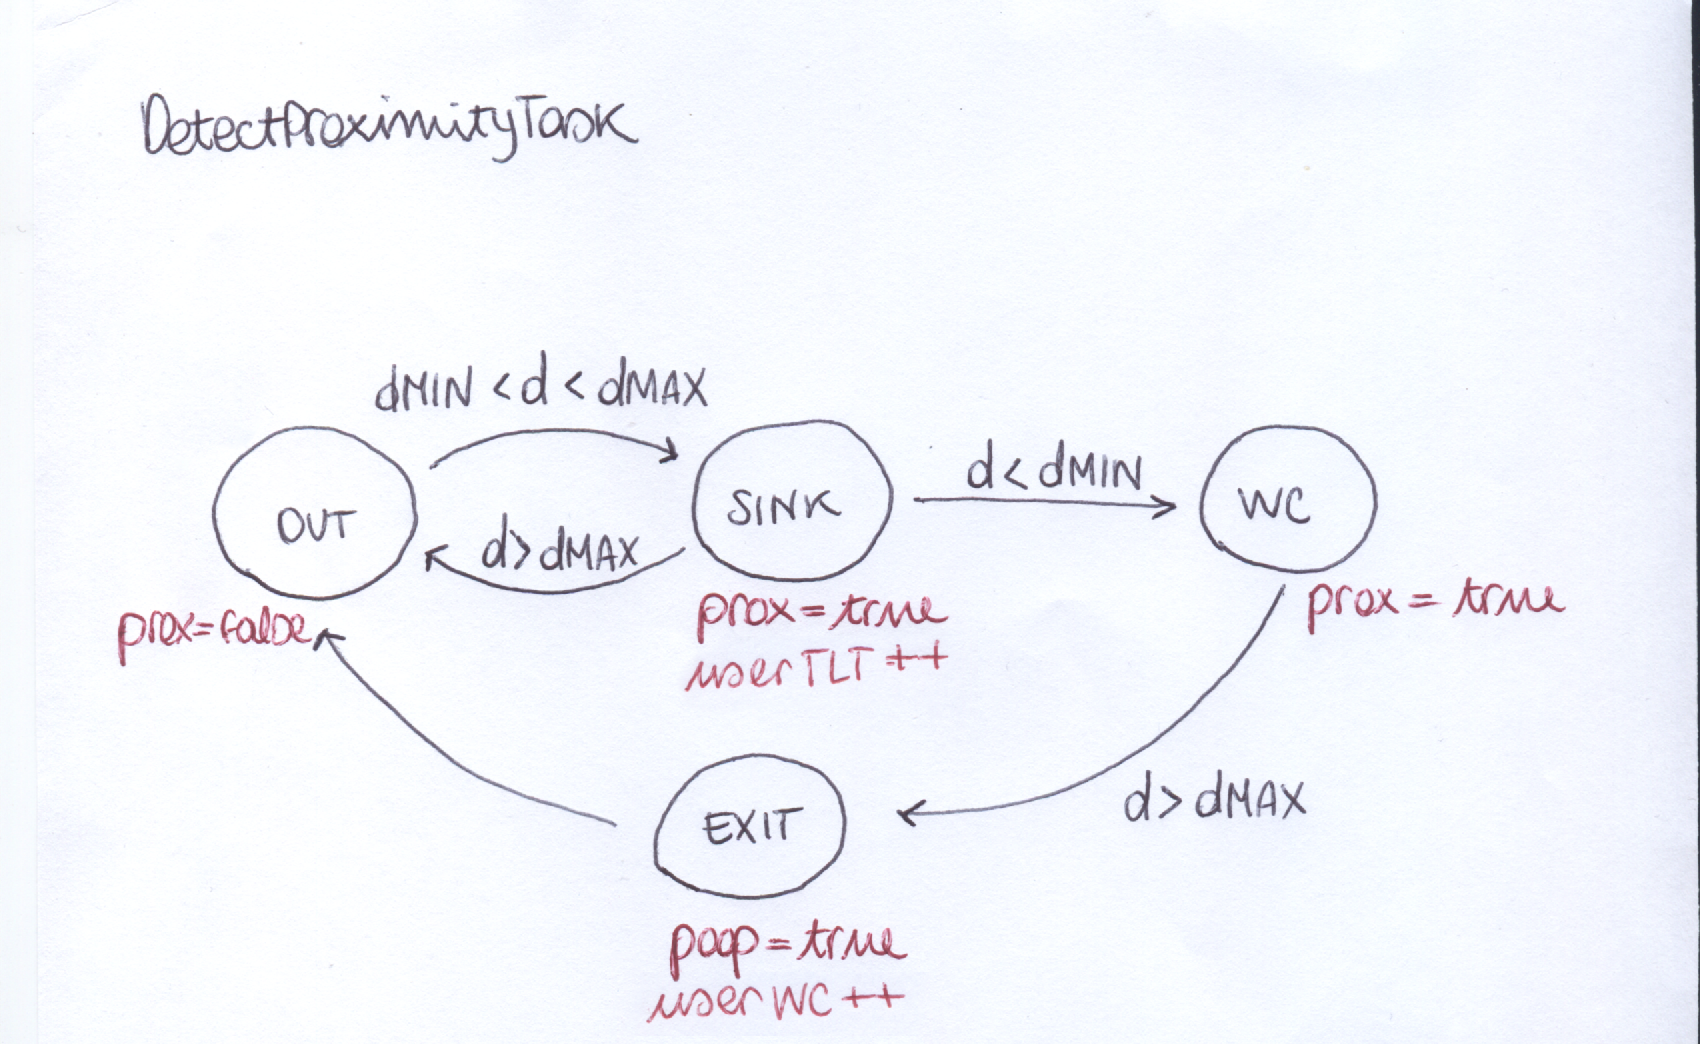 DetectProximityTask
dMIN < d < dMAX
d < dMIN
OUT
SINK
WC
d > dMAX
prox = false
prox = true
prox = true
userTLT ++
d > dMAX
EXIT
poop = true
userWC ++